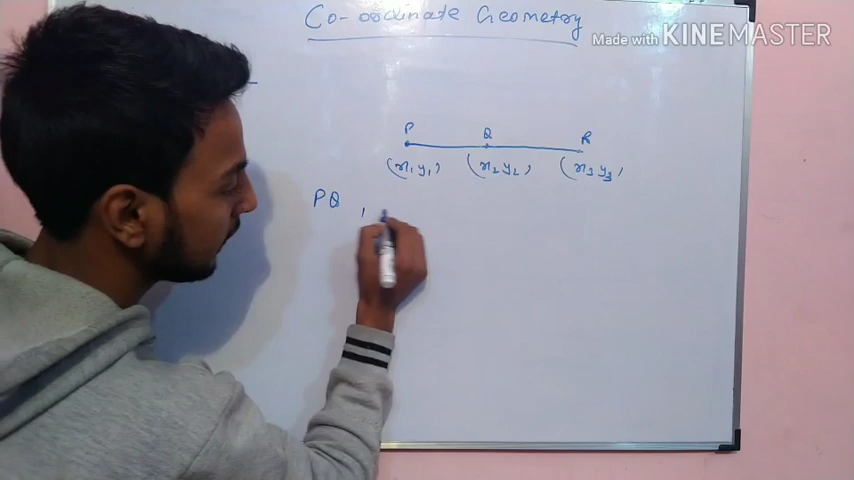 Co-ordinate Geometry
Made with KINEMASTER
P Q R
(x₁ y₁) (x₂ y₂) (x₃ y₃)
PQ ,